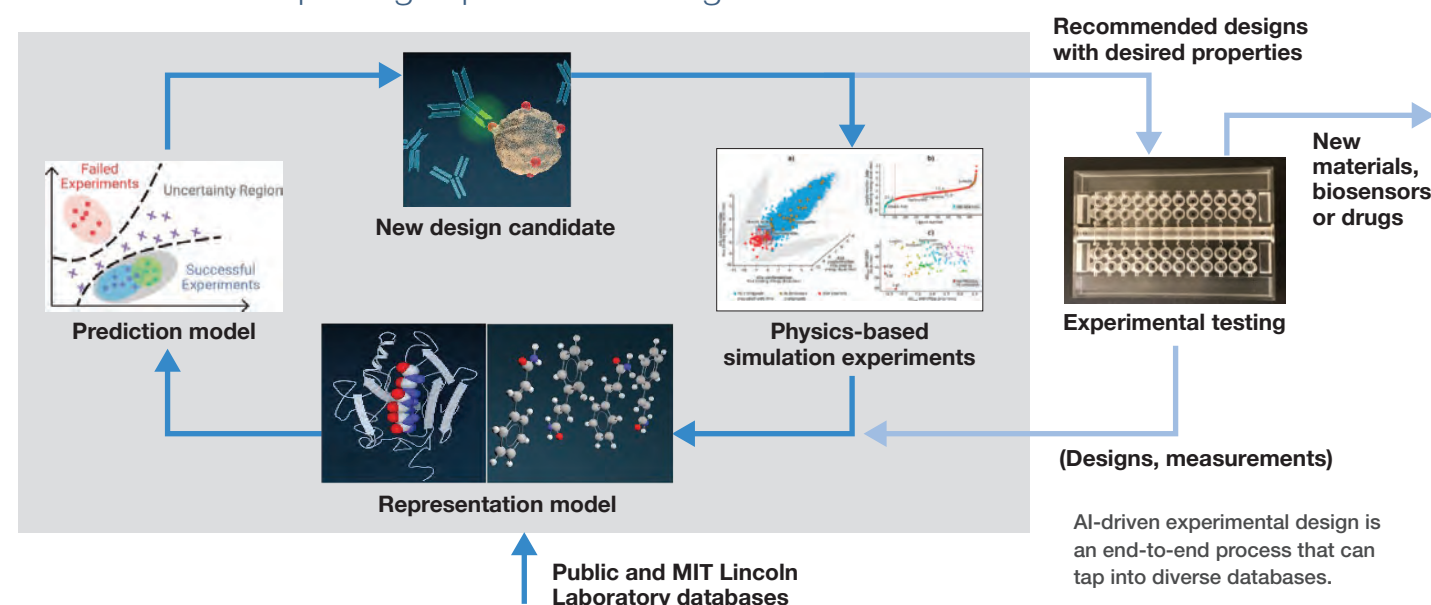 Recommended designs
with desired properties
Failed
Experiments
Uncertainty Region
Successful
Experiments
Prediction model
New design candidate
a)
b)
c)
Physics-based
simulation experiments
New
materials,
biosensors
or drugs
Experimental testing
Representation model
(Designs, measurements)
AI-driven experimental design is
an end-to-end process that can
tap into diverse databases.
Public and MIT Lincoln
Laboratory databases